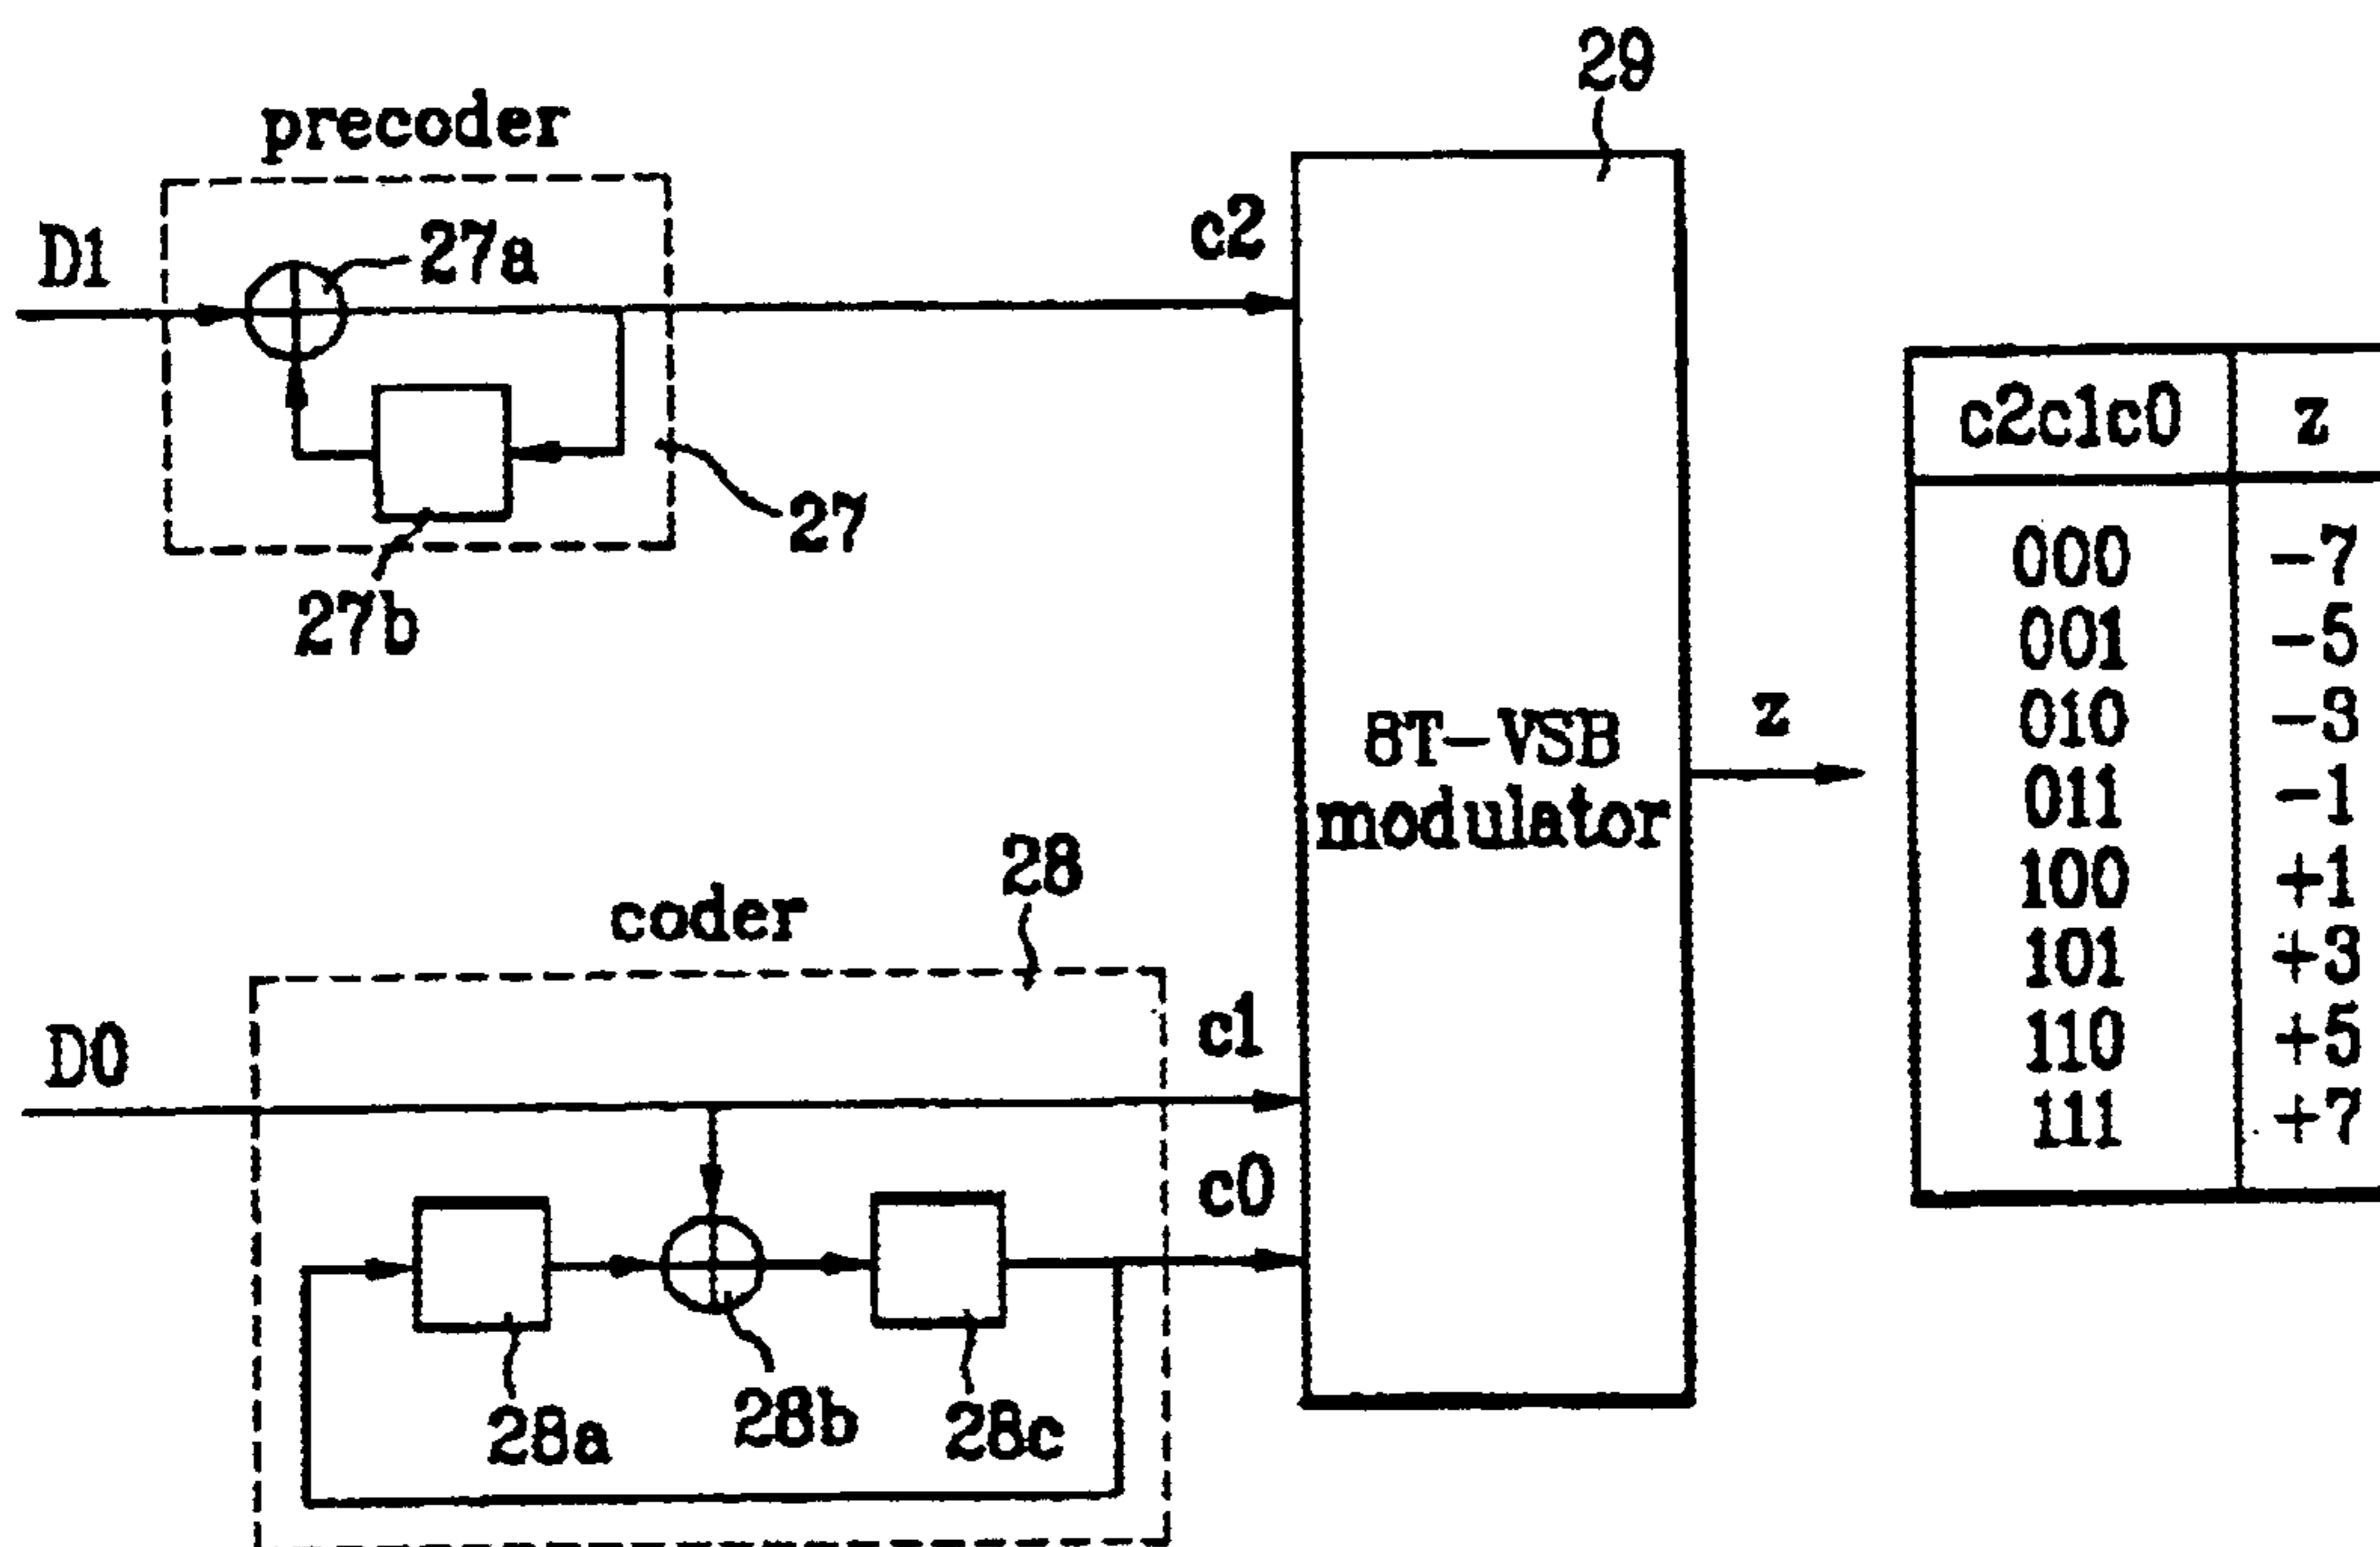 29
precoder
D1
27a
c2
27
27b
c2c1c0 z
000 -7
001 -5
010 -3
011 -1
100 +1
101 +3
110 +5
111 +7
8T-VSB
modulator
z
28
coder
D0
c1
c0
28a
28b
28c